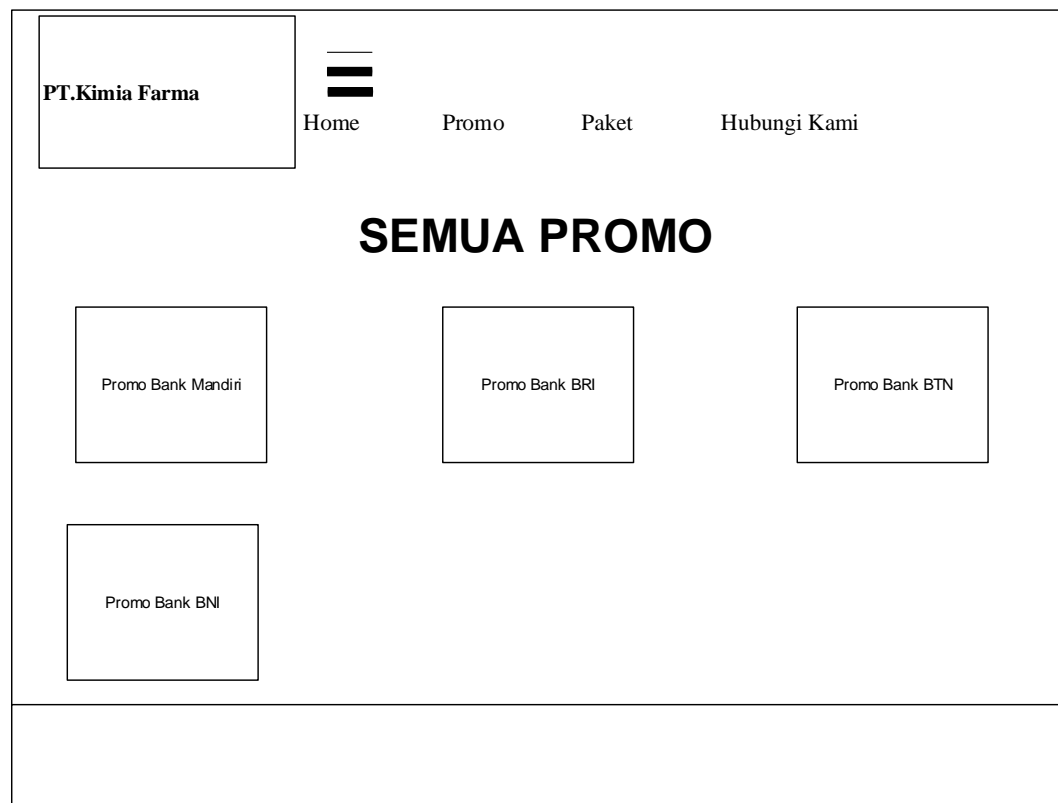 PT.Kimia Farma
Home Promo Paket Hubungi Kami
SEMUA PROMO
Promo Bank Mandiri Promo Bank BRI Promo Bank BTN
Promo Bank BNI